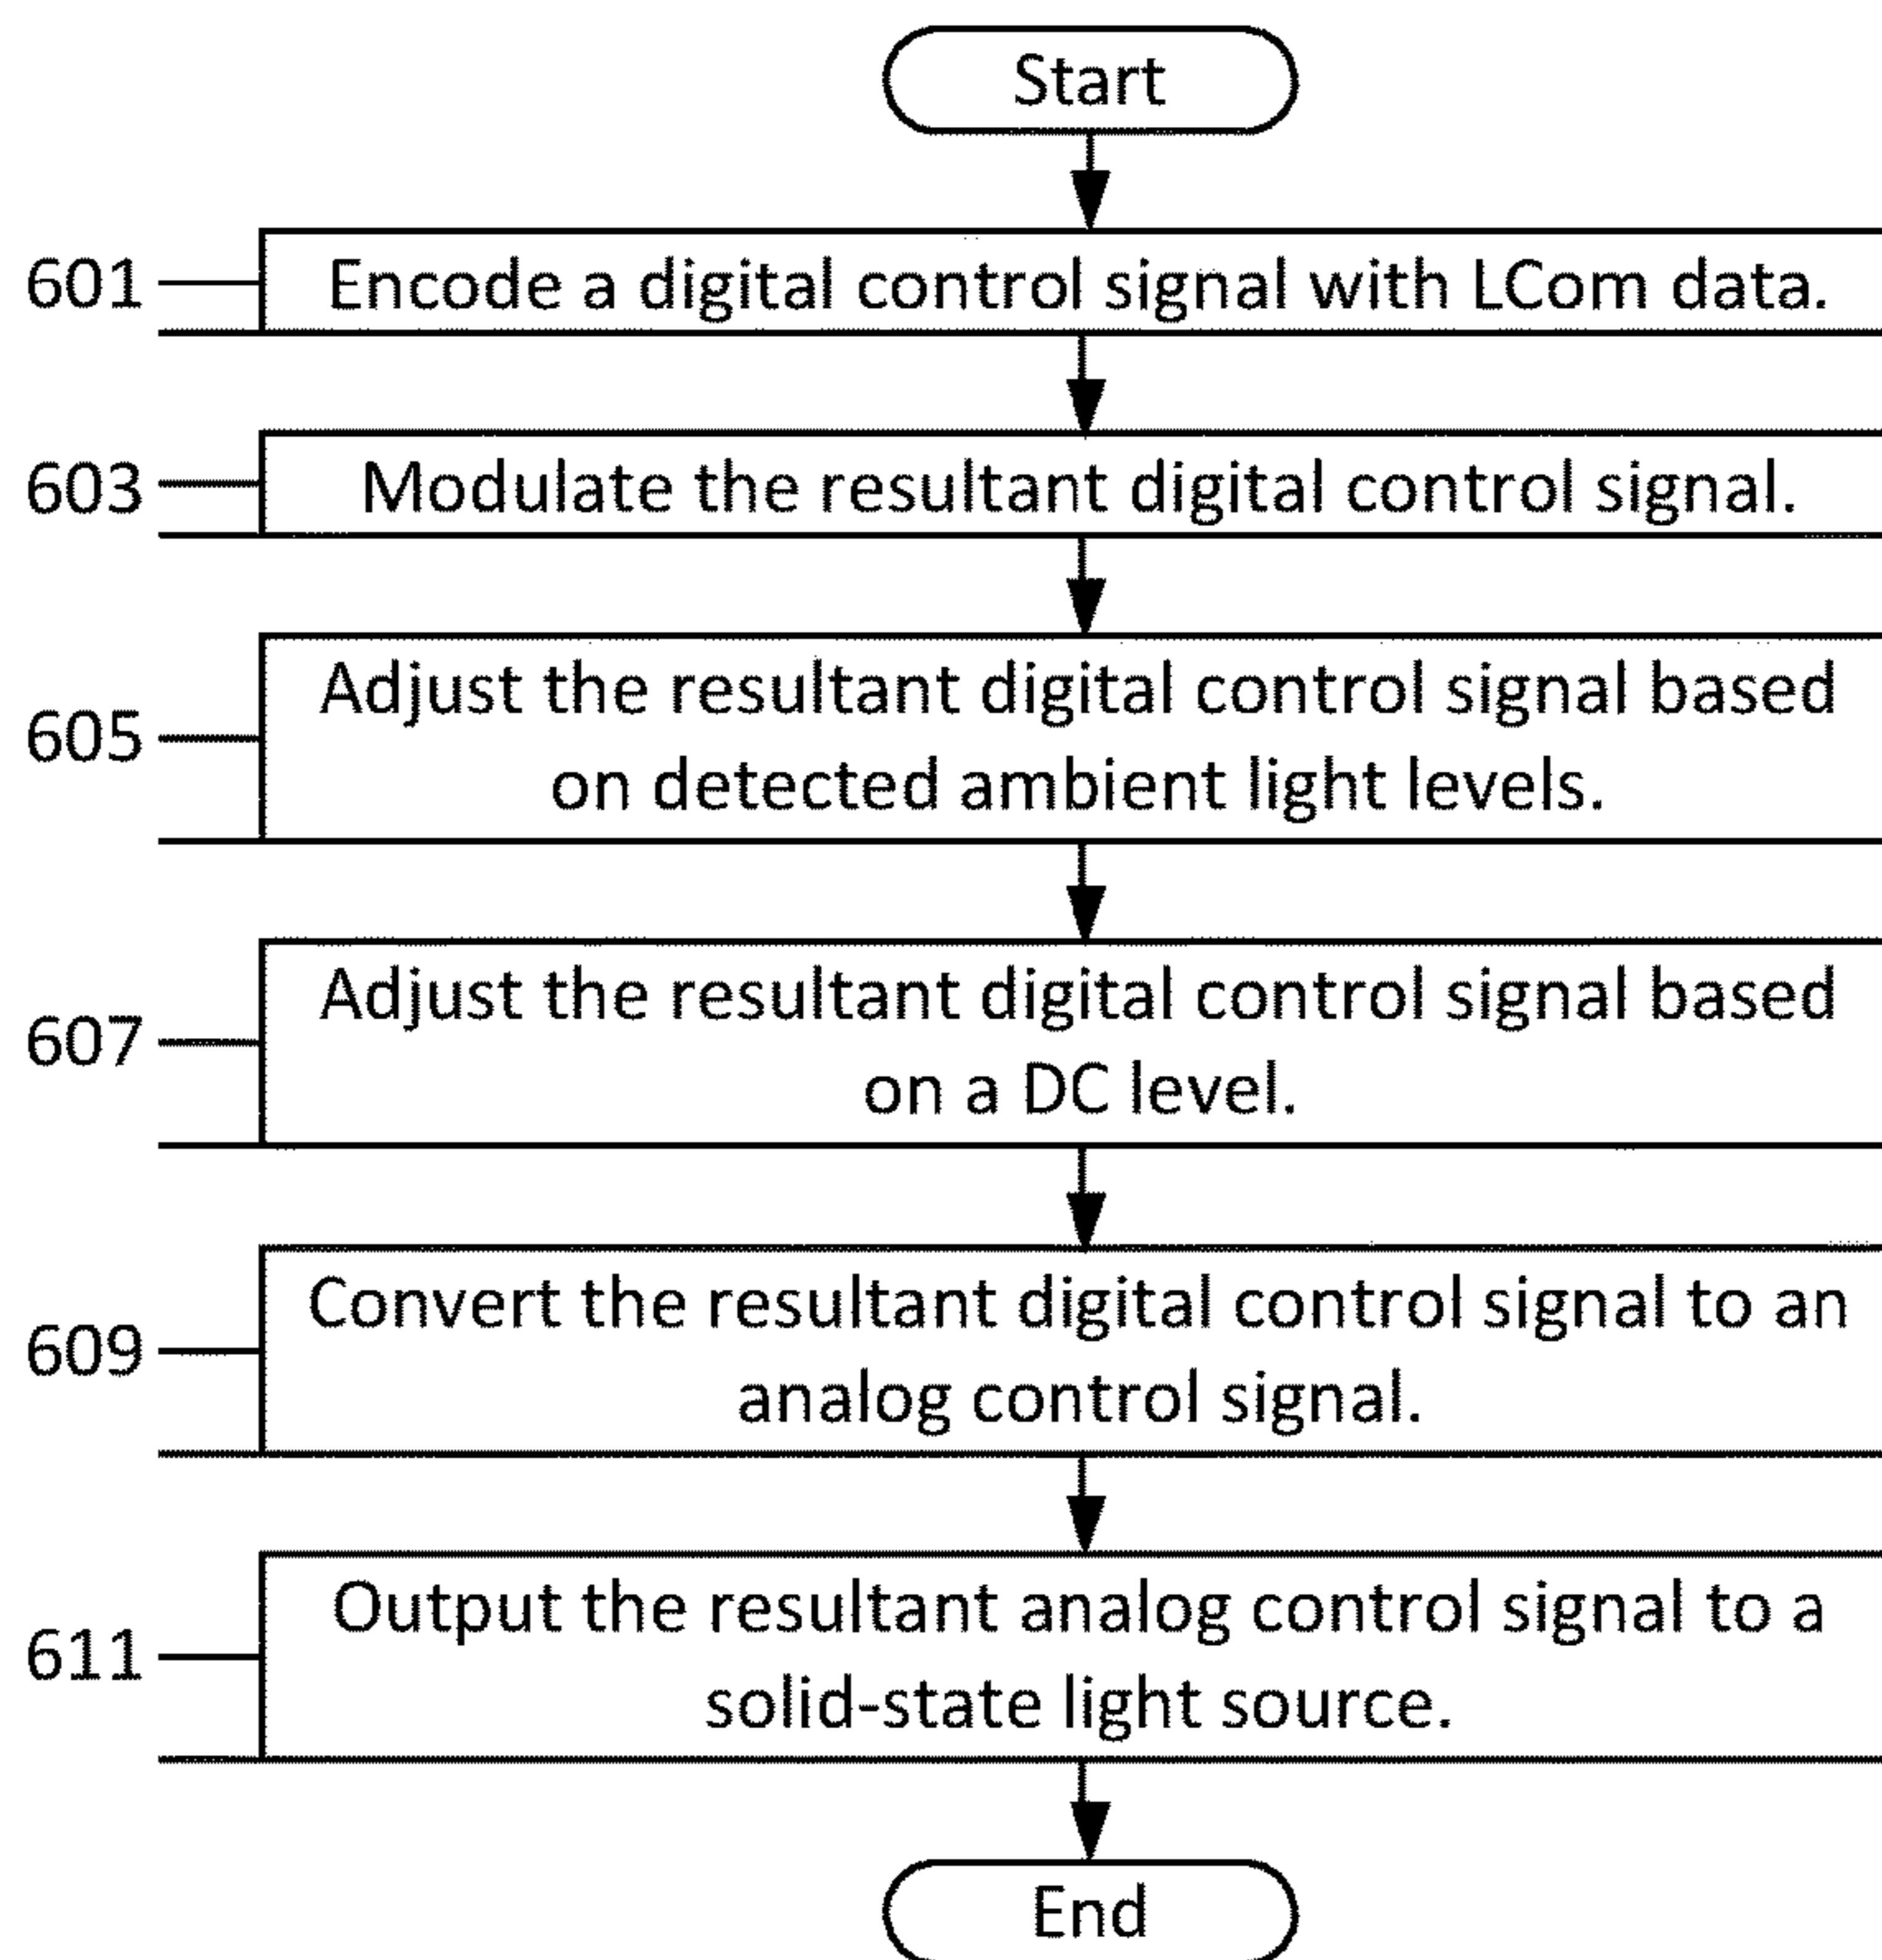 Start
601
Encode a digital control signal with LCom data.
603
Modulate the resultant digital control signal.
605
Adjust the resultant digital control signal based
on detected ambient light levels.
607
Adjust the resultant digital control signal based
on a DC level.
609
Convert the resultant digital control signal to an
analog control signal.
611
Output the resultant analog control signal to a
solid-state light source.
End